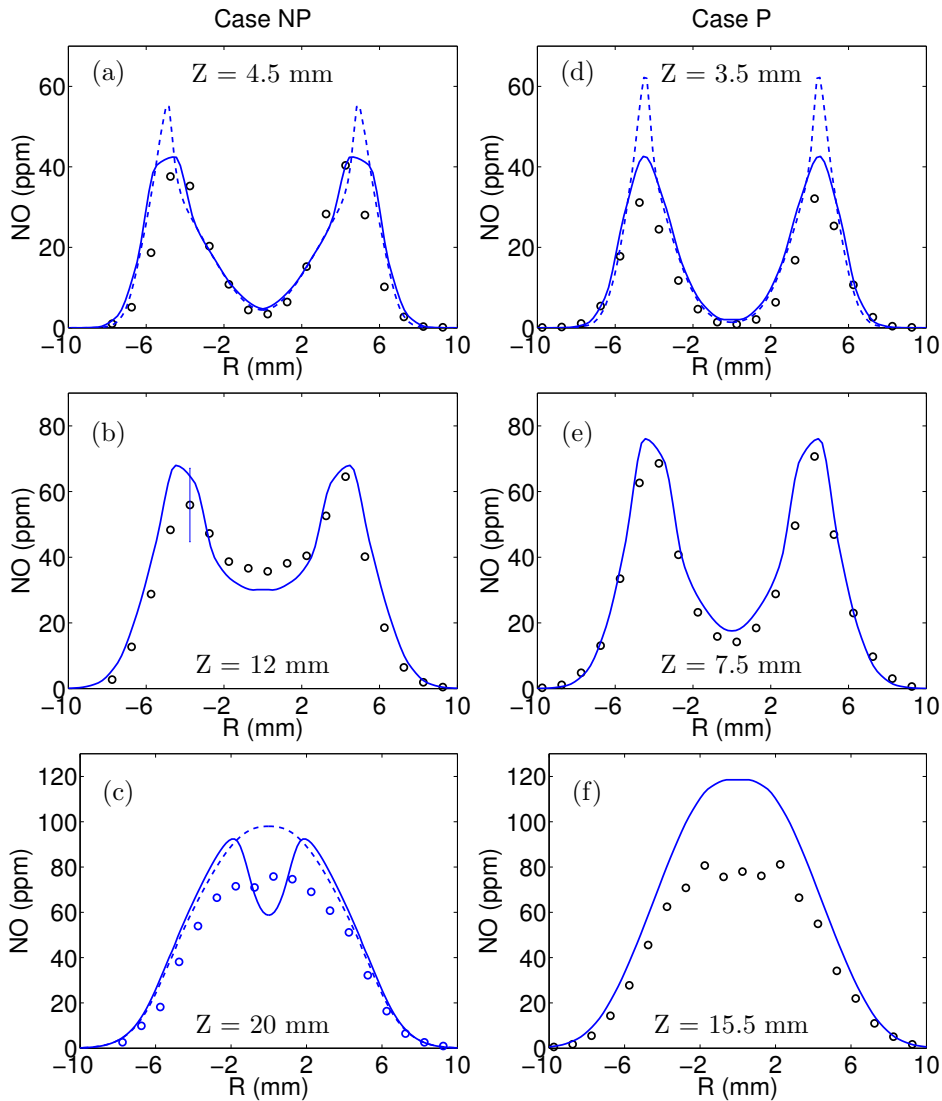 Case NP
Case P
(a)
Z = 4.5 mm
NO (ppm)
60
40
20
0
−10 −6 −2 2 6 10
R (mm)
(d)
Z = 3.5 mm
NO (ppm)
60
40
20
0
−10 −6 −2 2 6 10
R (mm)
(b)
Z = 12 mm
NO (ppm)
80
60
40
20
0
−10 −6 −2 2 6 10
R (mm)
(e)
Z = 7.5 mm
NO (ppm)
80
60
40
20
0
−10 −6 −2 2 6 10
R (mm)
(c)
Z = 20 mm
NO (ppm)
120
100
80
60
40
20
0
−10 −6 −2 2 6 10
R (mm)
(f)
Z = 15.5 mm
NO (ppm)
120
100
80
60
40
20
0
−10 −6 −2 2 6 10
R (mm)